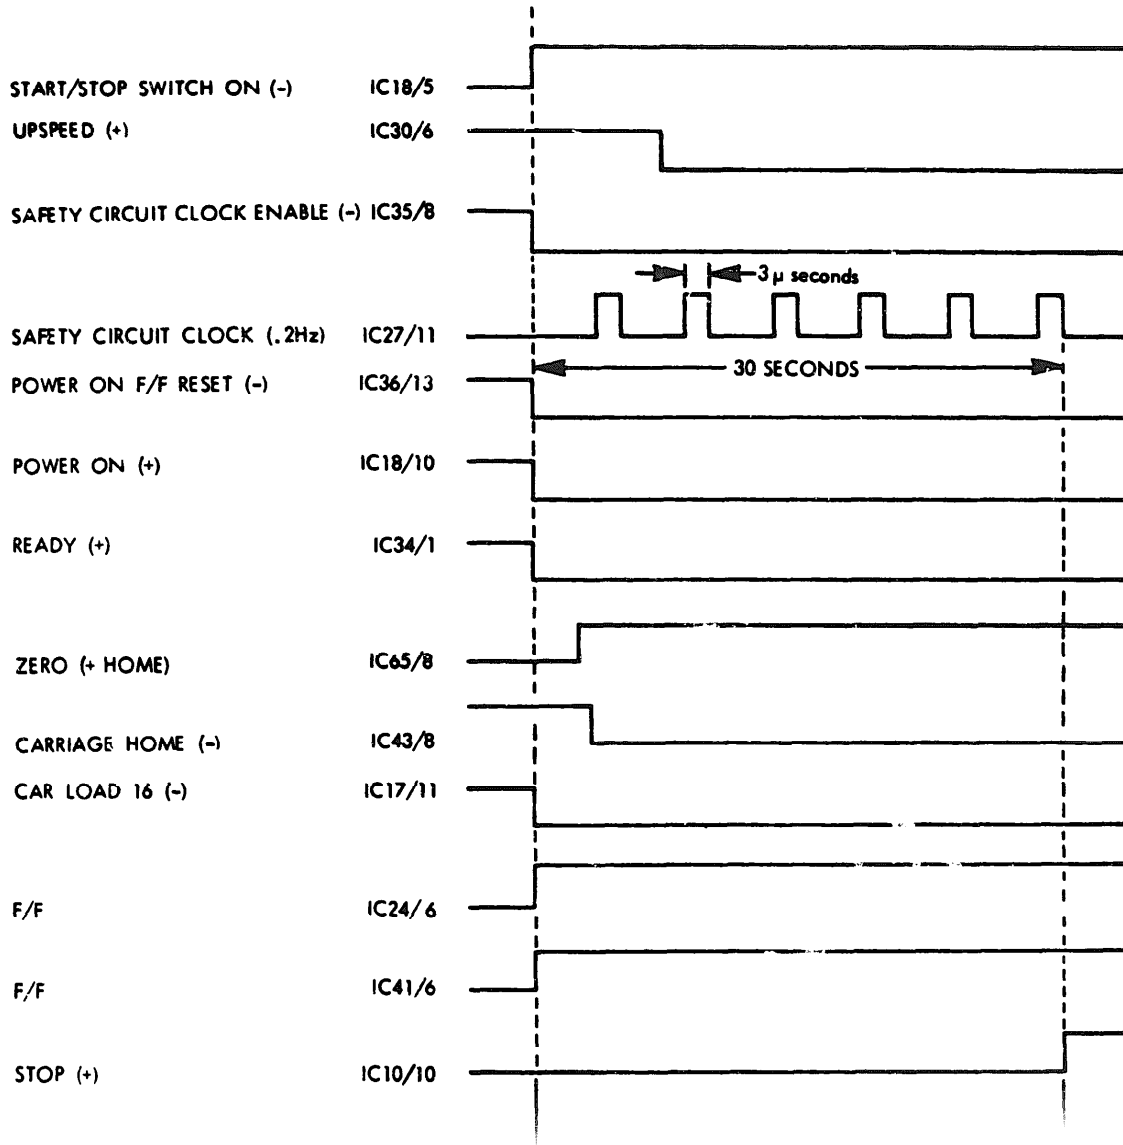 START/STOP SWITCH ON (-) IC18/5
UPSPEED (+) IC30/6
SAFETY CIRCUIT CLOCK ENABLE (-) IC35/8
3 µ seconds
SAFETY CIRCUIT CLOCK (.2Hz) IC27/11
30 SECONDS
POWER ON F/F RESET (-) IC36/13
POWER ON (+) IC18/10
READY (+) IC34/1
ZERO (+ HOME) IC65/8
CARRIAGE HOME (-) IC43/8
CAR LOAD 16 (-) IC17/11
F/F IC24/6
F/F IC41/6
STOP (+) IC10/10